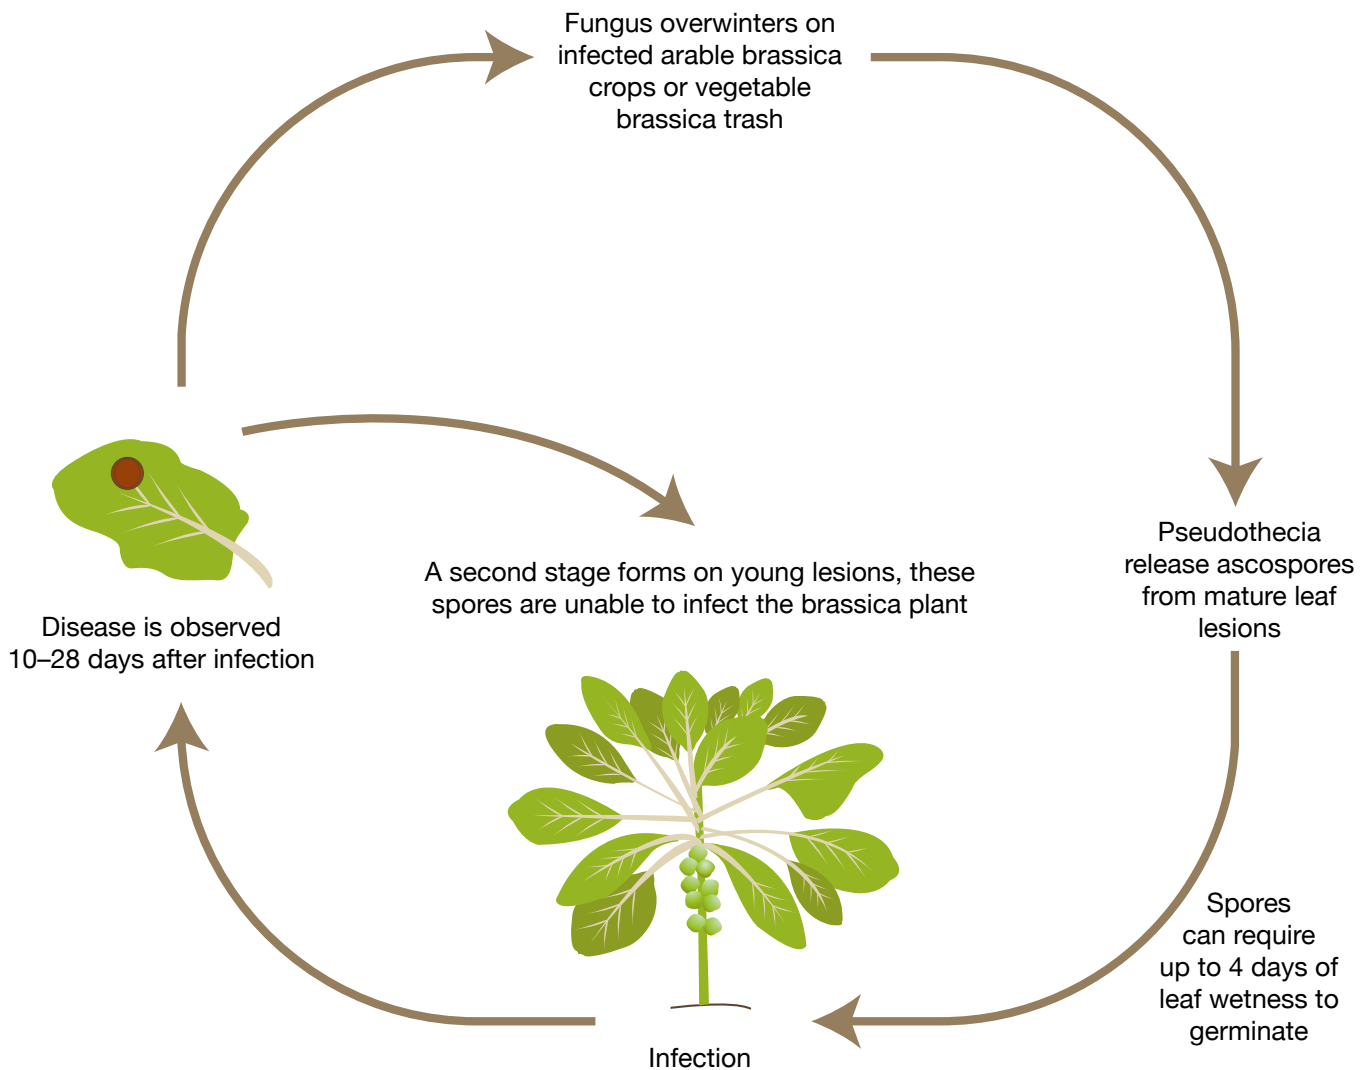 Fungus overwinters on
infected arable brassica
crops or vegetable
brassica trash
Pseudothecia
release ascospores
from mature leaf
lesions
Spores
can require
up to 4 days of
leaf wetness to
germinate
Infection
Disease is observed
10–28 days after infection
A second stage forms on young lesions, these
spores are unable to infect the brassica plant